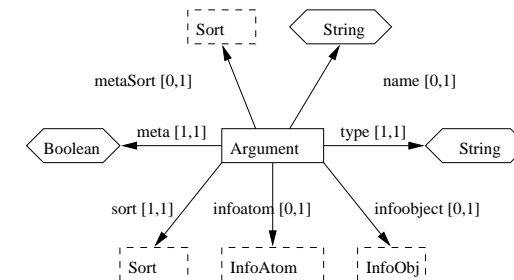 Sort String
metaSort [0,1] name [0,1]
meta [1,1] type [1,1]
Boolean Argument String
sort [1,1] infoatom [0,1] infoobject [0,1]
Sort InfoAtom InfoObj